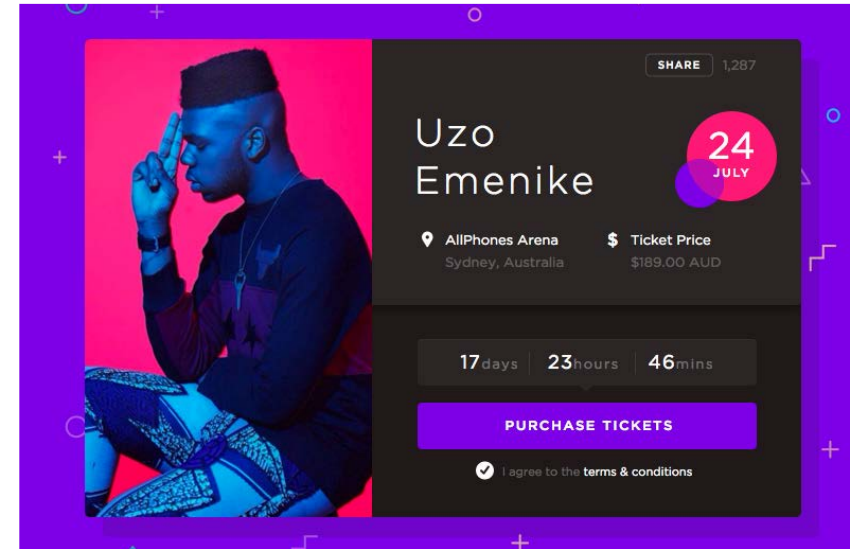 SHARE 1,287
Uzo
Emenike
24
JULY
AllPhones Arena
Sydney, Australia
$ Ticket Price
$189.00 AUD
17days 23hours 46mins
PURCHASE TICKETS
I agree to the terms & conditions